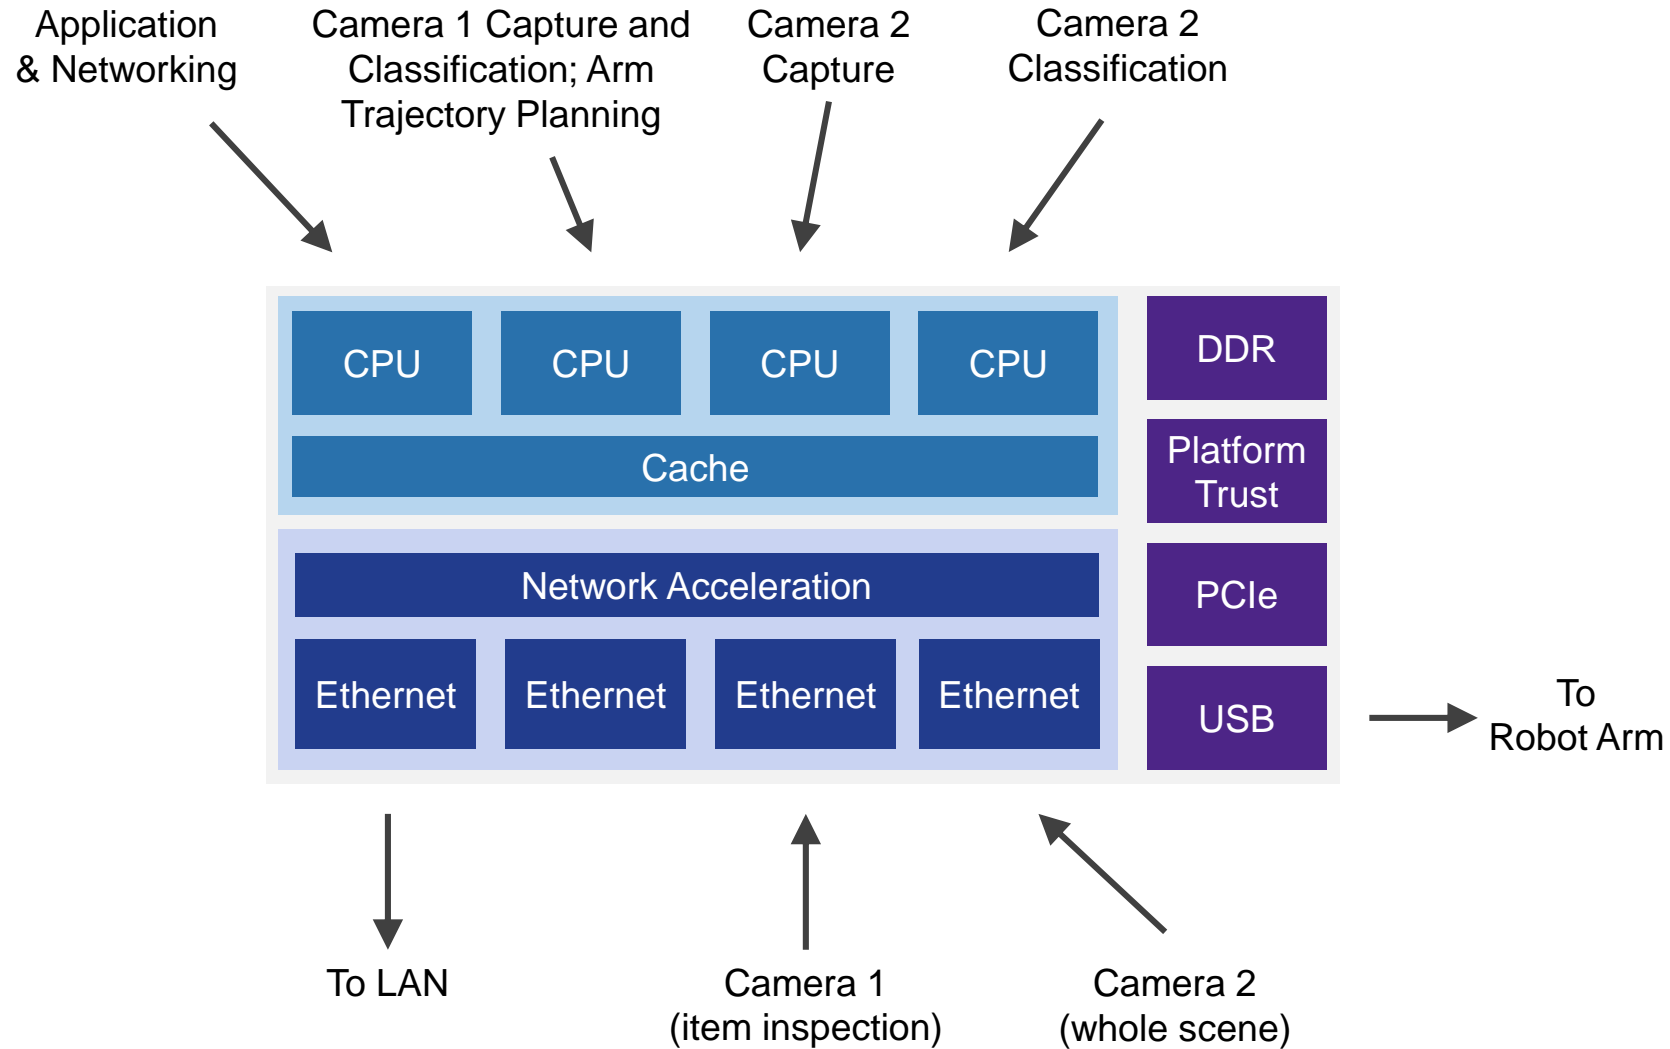 Application
& Networking
Camera 1 Capture and
Classification; Arm
Trajectory Planning
Camera 2
Capture
Camera 2
Classification
CPU
CPU
CPU
CPU
Cache
Network Acceleration
Ethernet
Ethernet
Ethernet
Ethernet
DDR
Platform
Trust
PCIe
USB
To
Robot Arm
To LAN
Camera 1
(item inspection)
Camera 2
(whole scene)